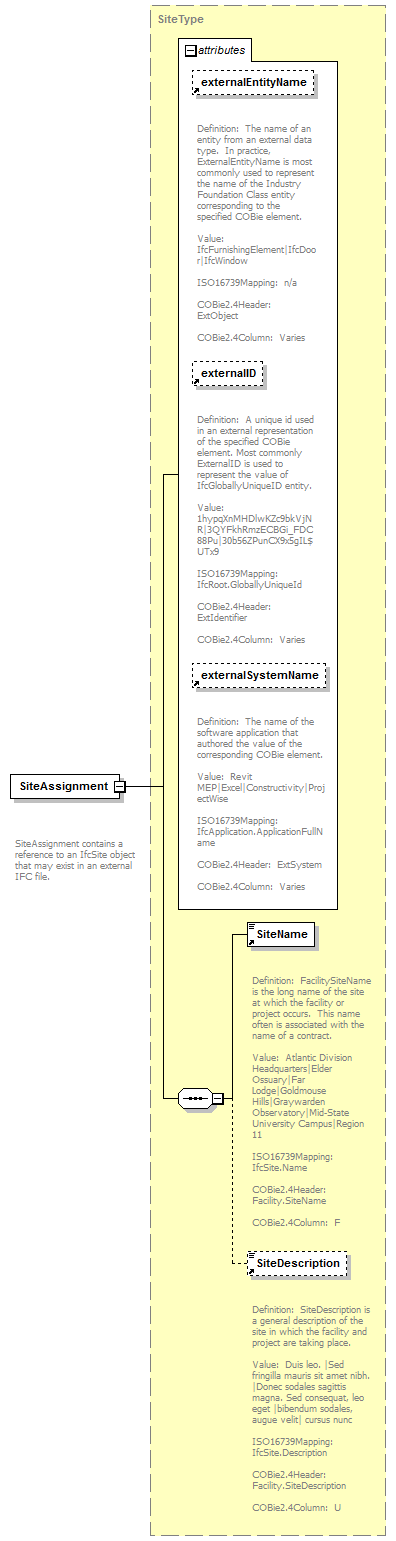 SiteType
attributes
externalEntityName
Definition:  The name of an
entity from an external data
type.  In practice,
ExternalEntityName is most
commonly used to represent
the name of the Industry
Foundation Class entity
corresponding to the
specified COBie element.
Value:
IfcFurnishingElement|IfcDoo
r|IfcWindow
ISO16739Mapping:  n/a
COBie2.4Header:
ExtObject
COBie2.4Column:  Varies
externalID
Definition:  A unique id used
in an external representation
of the specified COBie
element. Most commonly
ExternalID is used to
represent the value of
IfcGloballyUniqueID entity.
Value:
1hypqXnMHDlwKZc9bkVjN
R|3QYFkhRmzECBGi_FDC
88Pu|30b56ZPunCX9x5gIL$
UTx9
ISO16739Mapping:
IfcRoot.GloballyUniqueId
COBie2.4Header:
ExtIdentifier
COBie2.4Column:  Varies
externalSystemName
Definition:  The name of the
software application that
authored the value of the
corresponding COBie element.
Value:  Revit
MEP|Excel|Constructivity|Proj
ectWise
ISO16739Mapping:
IfcApplication.ApplicationFullN
ame
COBie2.4Header:  ExtSystem
COBie2.4Column:  Varies
SiteAssignment
SiteAssignment contains a
reference to an IfcSite object
that may exist in an external
IFC file.
SiteName
Definition:  FacilitySiteName
is the long name of the site
at which the facility or
project occurs.  This name
often is associated with the
name of a contract.
Value:  Atlantic Division
Headquarters|Elder
Ossuary|Far
Lodge|Goldmouse
Hills|Graywarden
Observatory|Mid-State
University Campus|Region
11
ISO16739Mapping:
IfcSite.Name
COBie2.4Header:
Facility.SiteName
COBie2.4Column:  F
SiteDescription
Definition:  SiteDescription is
a general description of the
site in which the facility and
project are taking place.
Value:  Duis leo. |Sed
fringilla mauris sit amet nibh.
|Donec sodales sagittis
magna. Sed consequat, leo
eget |bibendum sodales,
augue velit| cursus nunc
ISO16739Mapping:
IfcSite.Description
COBie2.4Header:
Facility.SiteDescription
COBie2.4Column:  U